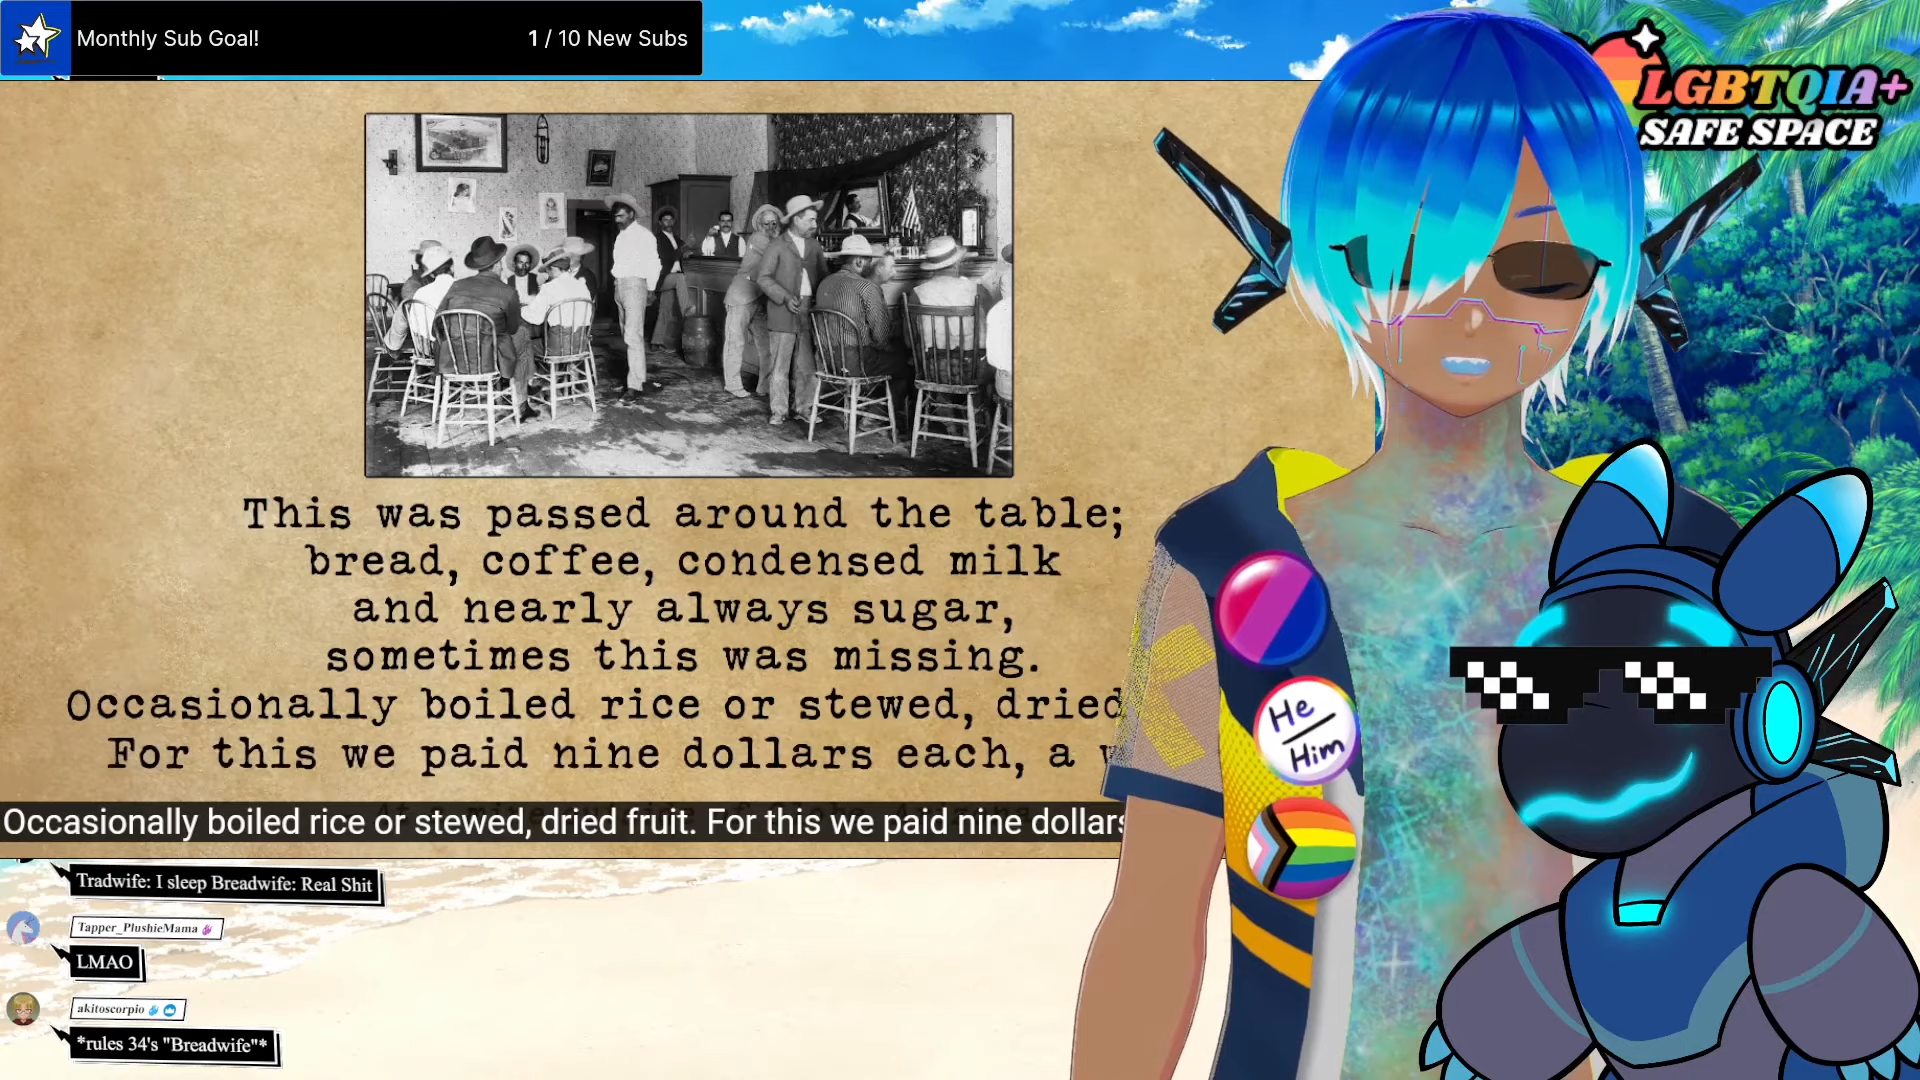 Monthly Sub Goal!
1 / 10 New Subs
LGBTQIA+
SAFE SPACE
This was passed around the table;
bread, coffee, condensed milk
and nearly always sugar,
sometimes this was missing.
Occasionally boiled rice or stewed, dried
For this we paid nine dollars each, a
Occasionally boiled rice or stewed, dried fruit. For this we paid nine dollars
He
Him
Tradwife: I sleep Breadwife: Real Shit
Tapper_PlushieMama
LMAO
akitoscorpio
*rules 34's "Breadwife"*